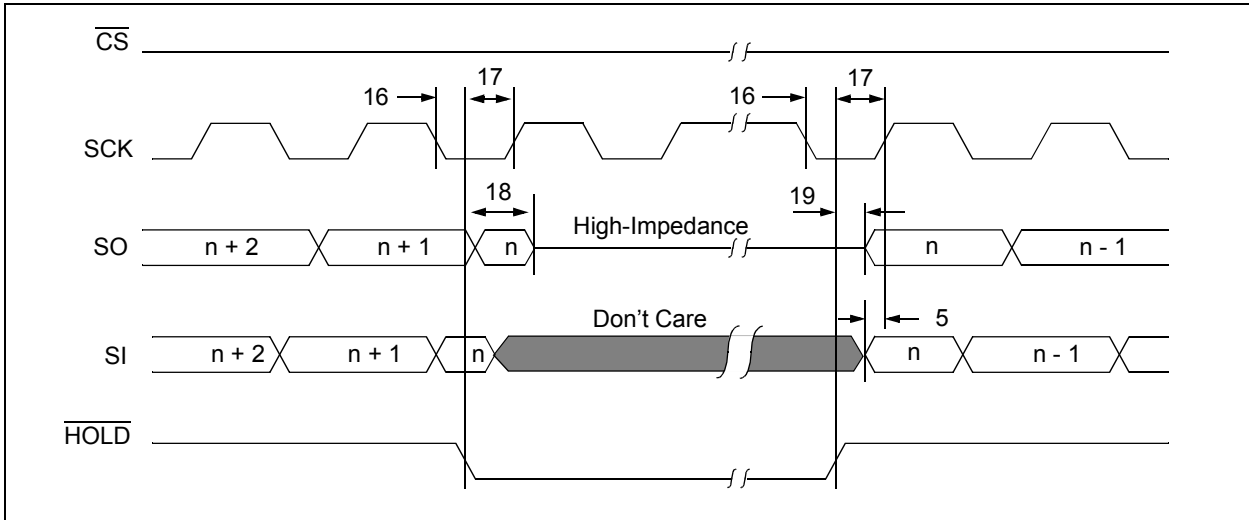 CS
16 17 16 17
SCK
18 19
SO n + 2 n + 1 n High-Impedance n n - 1
Don't Care 5
SI n + 2 n + 1 n n n - 1
HOLD